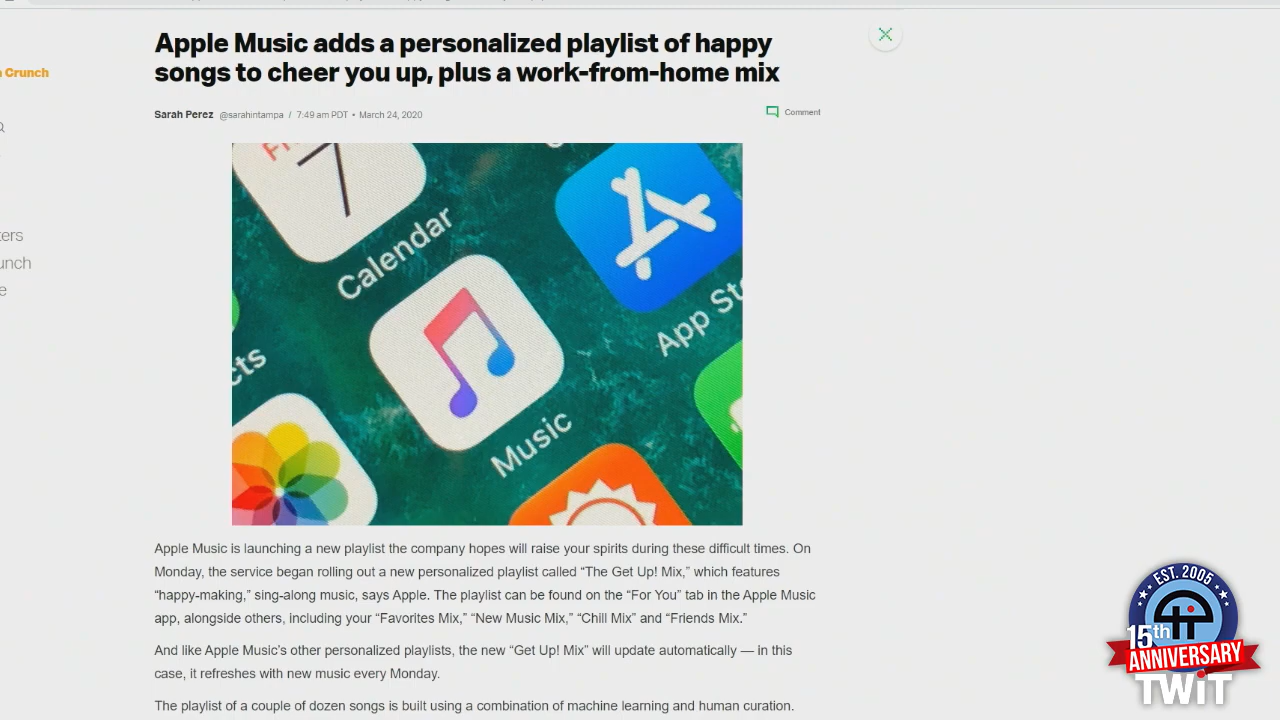 Apple Music adds a personalized playlist of happy
songs to cheer you up, plus a work-from-home mix
Crunch
Sarah Perez @sarahintampa / 7:49 am PDT • March 24, 2020
Comment
7
Calendar
App Sto
Music
cts
ters
unch
e
Apple Music is launching a new playlist the company hopes will raise your spirits during these difficult times. On
Monday, the service began rolling out a new personalized playlist called “The Get Up! Mix,” which features
“happy-making,” sing-along music, says Apple. The playlist can be found on the “For You” tab in the Apple Music
app, alongside others, including your “Favorites Mix,” “New Music Mix,” “Chill Mix” and “Friends Mix.”
And like Apple Music’s other personalized playlists, the new “Get Up! Mix” will update automatically — in this
case, it refreshes with new music every Monday.
The playlist of a couple of dozen songs is built using a combination of machine learning and human curation.
EST. 2005
15th
ANNIVERSARY
TWiT